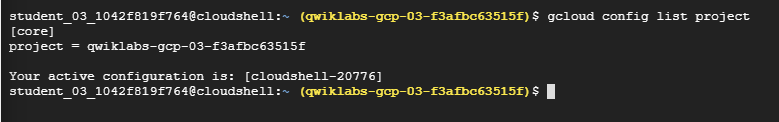 student_03_1042f819f764@cloudshell:~ (qwiklabs-gcp-03-f3afbc63515f)$ gcloud config list project
[core]
project = qwiklabs-gcp-03-f3afbc63515f

Your active configuration is: [cloudshell-20776]
student_03_1042f819f764@cloudshell:~ (qwiklabs-gcp-03-f3afbc63515f)$